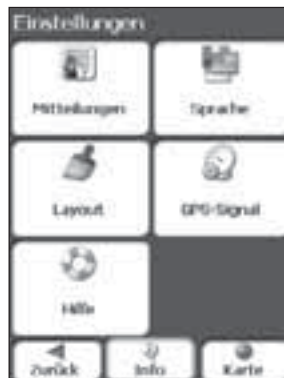 Einstellungen
Mitteilungen
Sprache
Layout
GPS-Signal
Hilfe
Zurück
Info
Karte